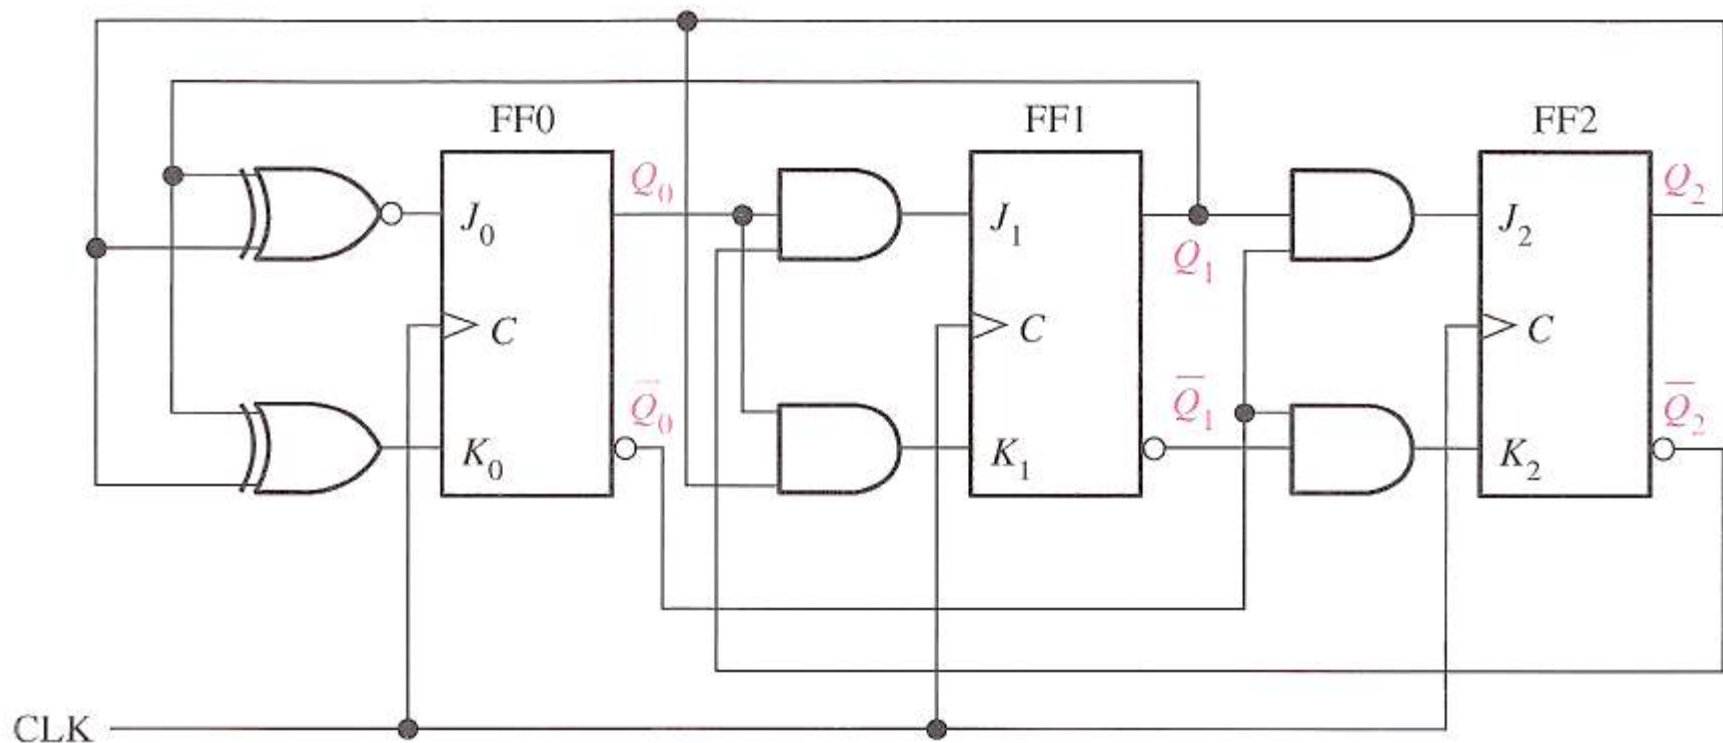 FF0 FF1 FF2
J₀ Q₀ J₁ Q₁ J₂ Q₂
C C C
K₀ Q̅₀ K₁ Q̅₁ K₂ Q̅₂
CLK